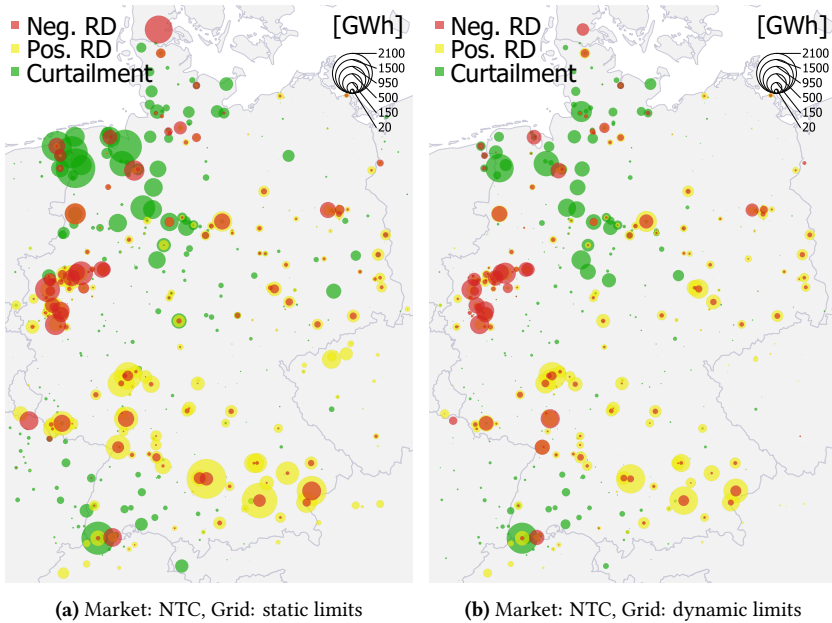 Neg. RD
Pos. RD
Curtailment
[GWh]
2100
1500
950
500
150
20
Neg. RD
Pos. RD
Curtailment
[GWh]
2100
1500
950
500
150
20
(a) Market: NTC, Grid: static limits
(b) Market: NTC, Grid: dynamic limits